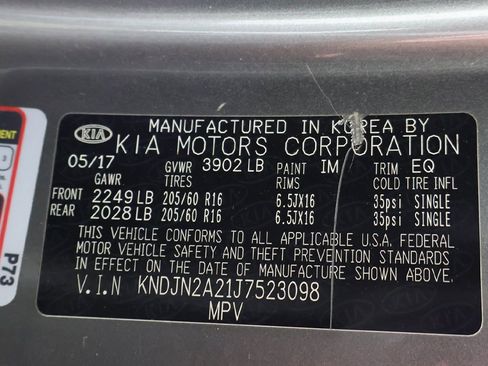 MANUFACTURED IN KOREA BY
KIA KIA MOTORS CORPORATION
05/17 GVWR 3902 LB PAINT IM TRIM EQ
GAWR TIRES RIMS COLD TIRE INFL
FRONT 2249 LB 205/60 R16 6.5JX16 35psi SINGLE
REAR 2028 LB 205/60 R16 6.5JX16 35psi SINGLE
THIS VEHICLE CONFORMS TO ALL APPLICABLE U.S.A. FEDERAL
MOTOR VEHICLE SAFETY AND THEFT PREVENTION STANDARDS
IN EFFECT ON THE DATE OF MANUFACTURE SHOWN ABOVE.
V.I.N KNDJN2A21J7523098
MPV
P73